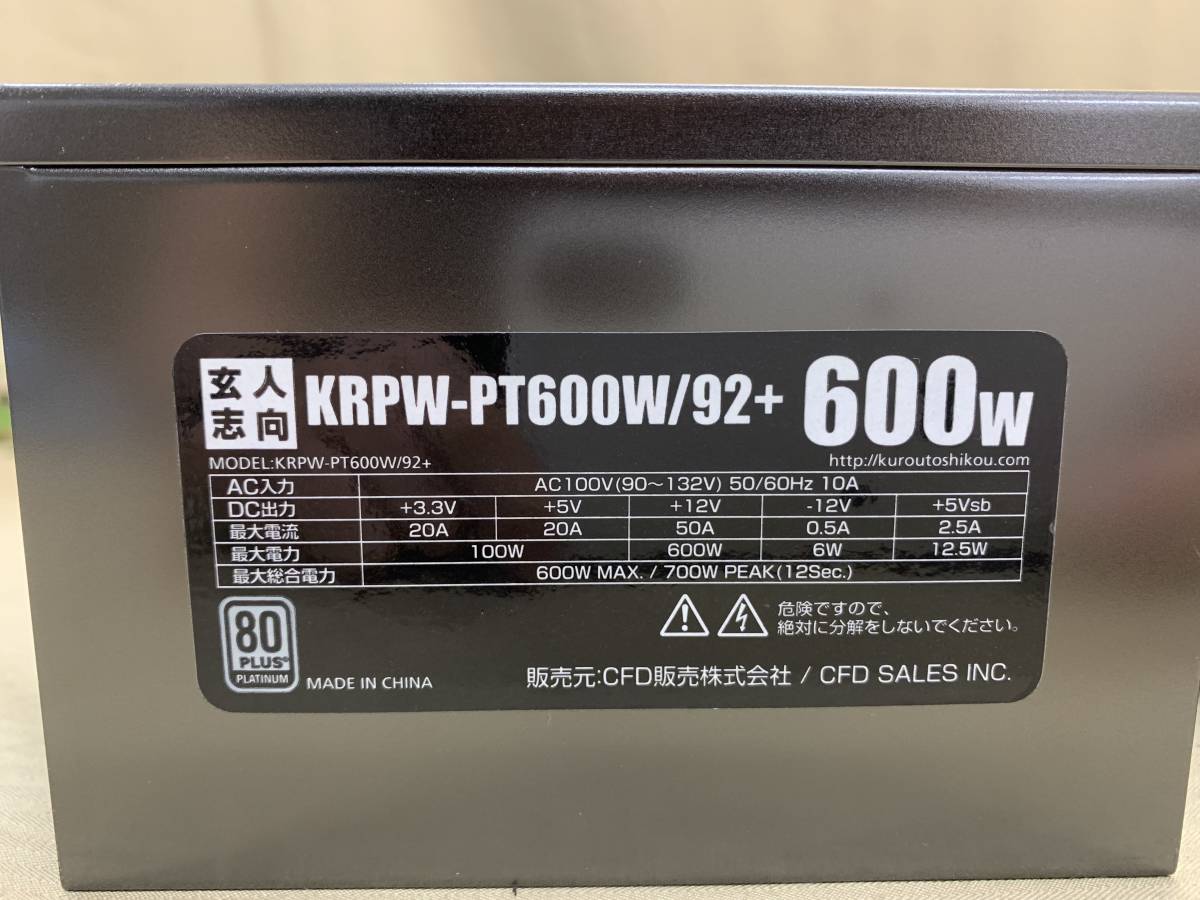 玄人志向 KRPW-PT600W/92+ 600W
MODEL:KRPW-PT600W/92+ http://kuroutoshikou.com
AC入力 AC100V(90〜132V) 50/60Hz 10A
DC出力 +3.3V +5V +12V -12V +5Vsb
最大電流 20A 20A 50A 0.5A 2.5A
最大電力 100W 600W 6W 12.5W
最大総合電力 600W MAX. / 700W PEAK(12Sec.)
危険ですので、
絶対に分解をしないでください。
80
PLUS®
PLATINUM
MADE IN CHINA
販売元:CFD販売株式会社 / CFD SALES INC.